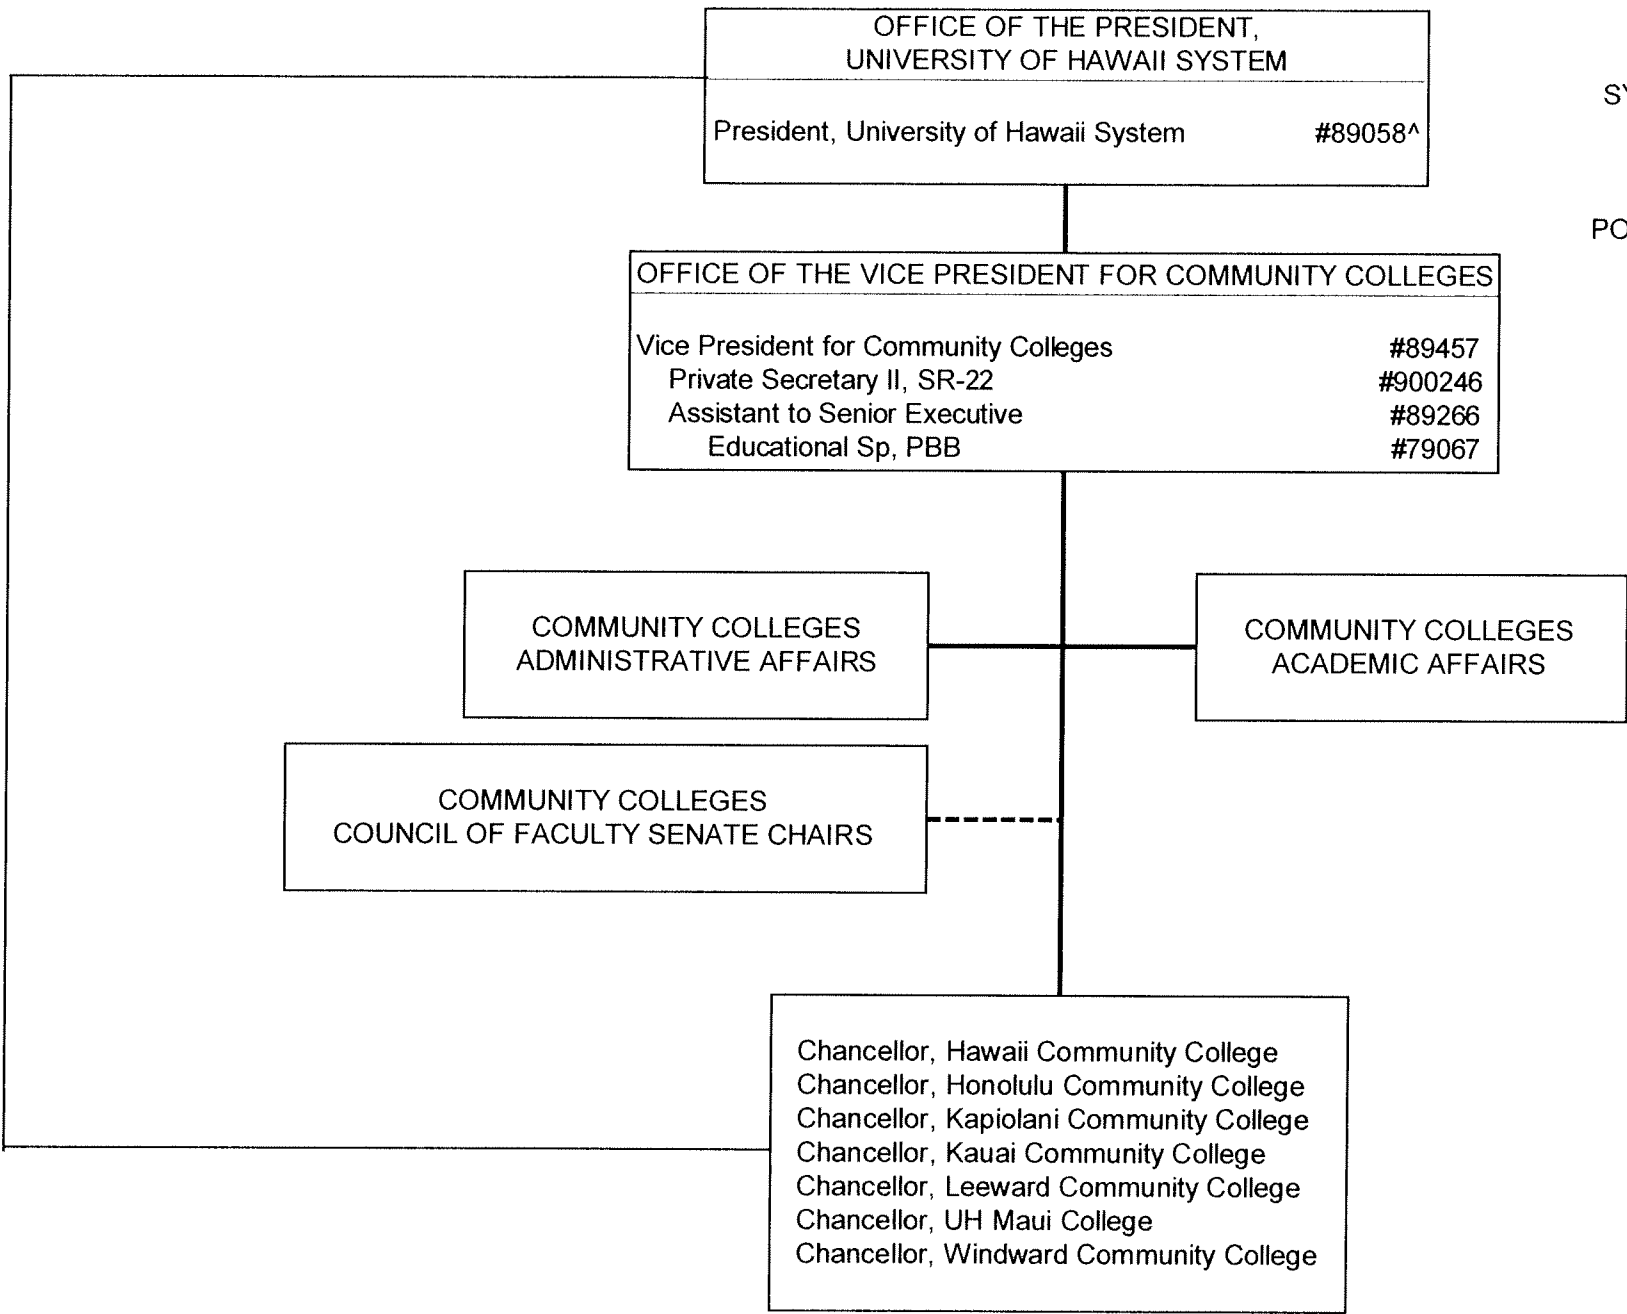 OFFICE OF THE PRESIDENT,
UNIVERSITY OF HAWAII SYSTEM
President, University of Hawaii System #89058^
OFFICE OF THE VICE PRESIDENT FOR COMMUNITY COLLEGES
Vice President for Community Colleges #89457
Private Secretary II, SR-22 #900246
Assistant to Senior Executive #89266
Educational Sp, PBB #79067
COMMUNITY COLLEGES
ADMINISTRATIVE AFFAIRS
COMMUNITY COLLEGES
ACADEMIC AFFAIRS
COMMUNITY COLLEGES
COUNCIL OF FACULTY SENATE CHAIRS
Chancellor, Hawaii Community College
Chancellor, Honolulu Community College
Chancellor, Kapiolani Community College
Chancellor, Kauai Community College
Chancellor, Leeward Community College
Chancellor, UH Maui College
Chancellor, Windward Community College